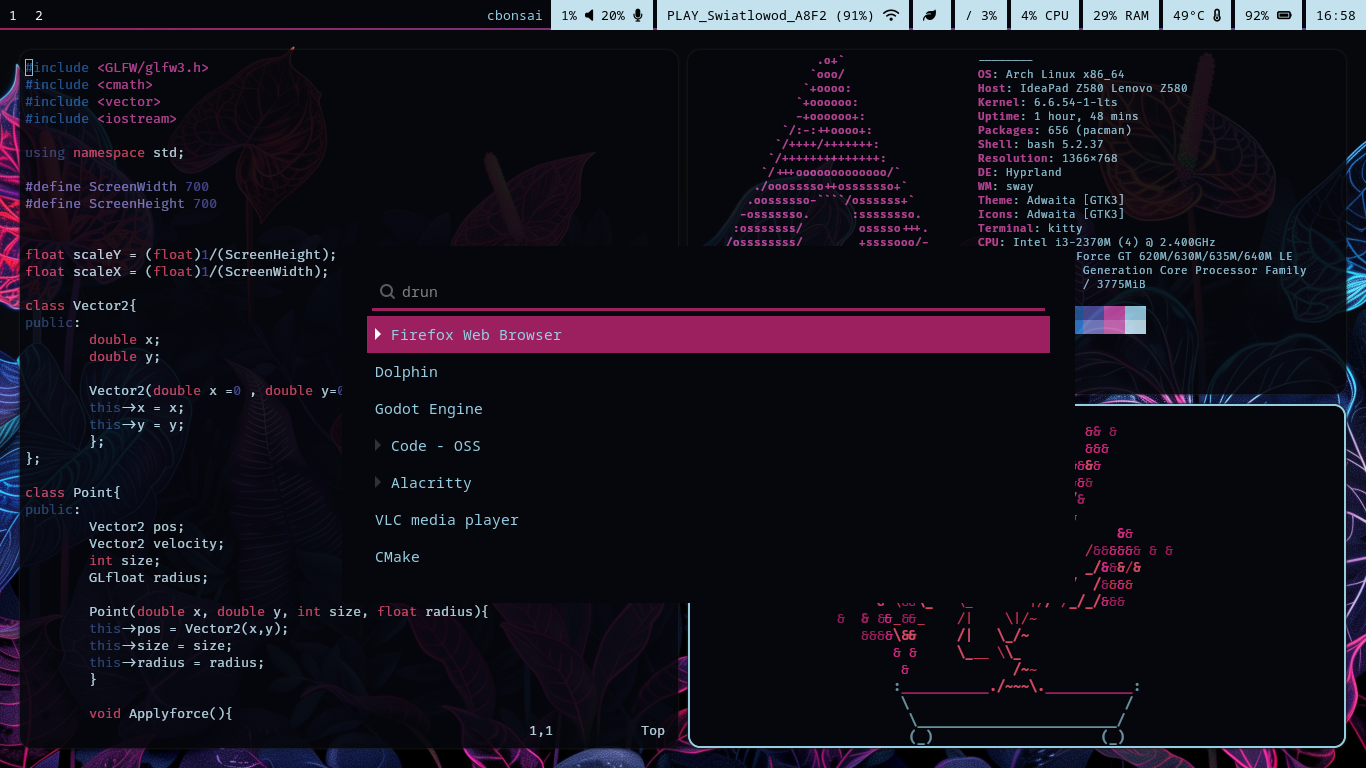 1 2 cbonsai 1% 20% PLAY_Swiatlowod_A8F2 (91%) / 3% 4% CPU 29% RAM 49°C 92% 16:58
#include <GLFW/glfw3.h>
#include <cmath>
#include <vector>
#include <iostream>
using namespace std;
#define ScreenWidth 700
#define ScreenHeight 700
float scaleY = (float)1/(ScreenHeight);
float scaleX = (float)1/(ScreenWidth);
class Vector2{
public:
double x;
double y;
Vector2(double x =0 , double y=0
this->x = x;
this->y = y;
};
};
class Point{
public:
Vector2 pos;
Vector2 velocity;
int size;
GLfloat radius;
Point(double x, double y, int size, float radius){
this->pos = Vector2(x,y);
this->size = size;
this->radius = radius;
}
void Applyforce(){
1,1 Top
OS: Arch Linux x86_64
Host: IdeaPad Z580 Lenovo Z580
Kernel: 6.6.54-1-lts
Uptime: 1 hour, 48 mins
Packages: 656 (pacman)
Shell: bash 5.2.37
Resolution: 1366×768
DE: Hyprland
WM: sway
Theme: Adwaita [GTK3]
Icons: Adwaita [GTK3]
Terminal: kitty
CPU: Intel i3-2370M (4) @ 2.400GHz
Force GT 620M/630M/635M/640M LE
Generation Core Processor Family
/ 3775MiB
drun
Firefox Web Browser
Dolphin
Godot Engine
Code - OSS
Alacritty
VLC media player
CMake